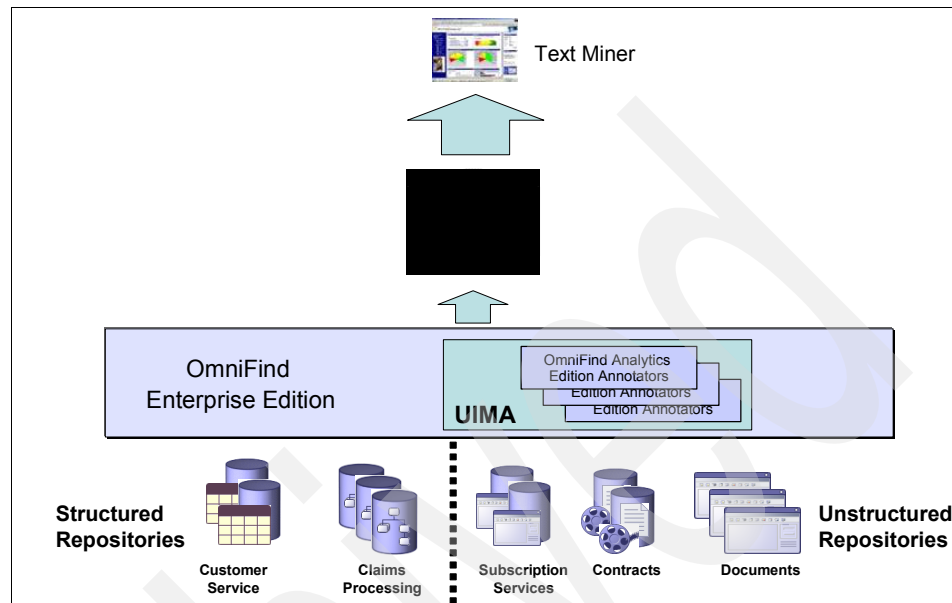 Text Miner
OmniFind
Enterprise Edition
OmniFind Analytics
Edition Annotators
Edition Annotators
Edition Annotators
UIMA
Structured
Repositories
Customer
Service
Claims
Processing
Subscription
Services
Contracts
Documents
Unstructured
Repositories